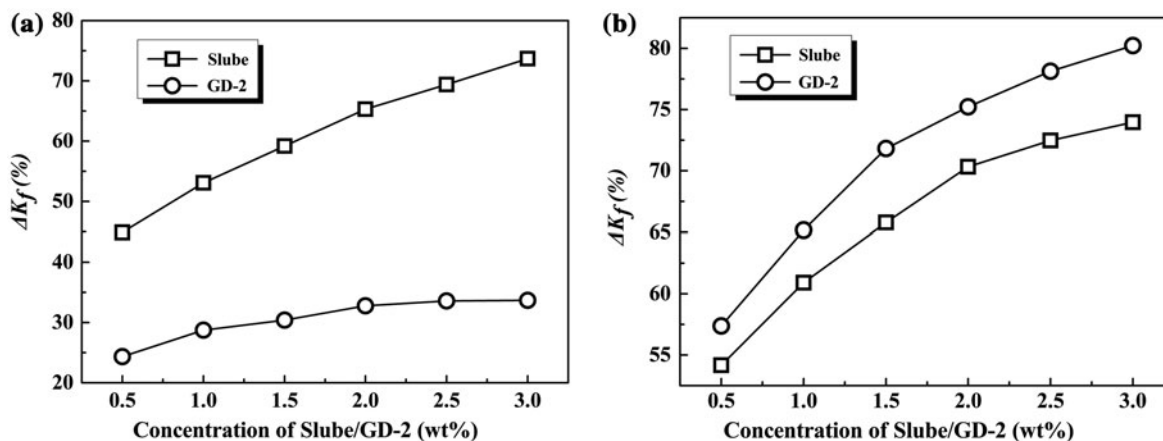 (a)
80
70
60
50
40
30
20
ΔKf (%)
Slube
GD-2
0.5 1.0 1.5 2.0 2.5 3.0
Concentration of Slube/GD-2 (wt%)
(b)
80
75
70
65
60
55
ΔKf (%)
Slube
GD-2
0.5 1.0 1.5 2.0 2.5 3.0
Concentration of Slube/GD-2 (wt%)